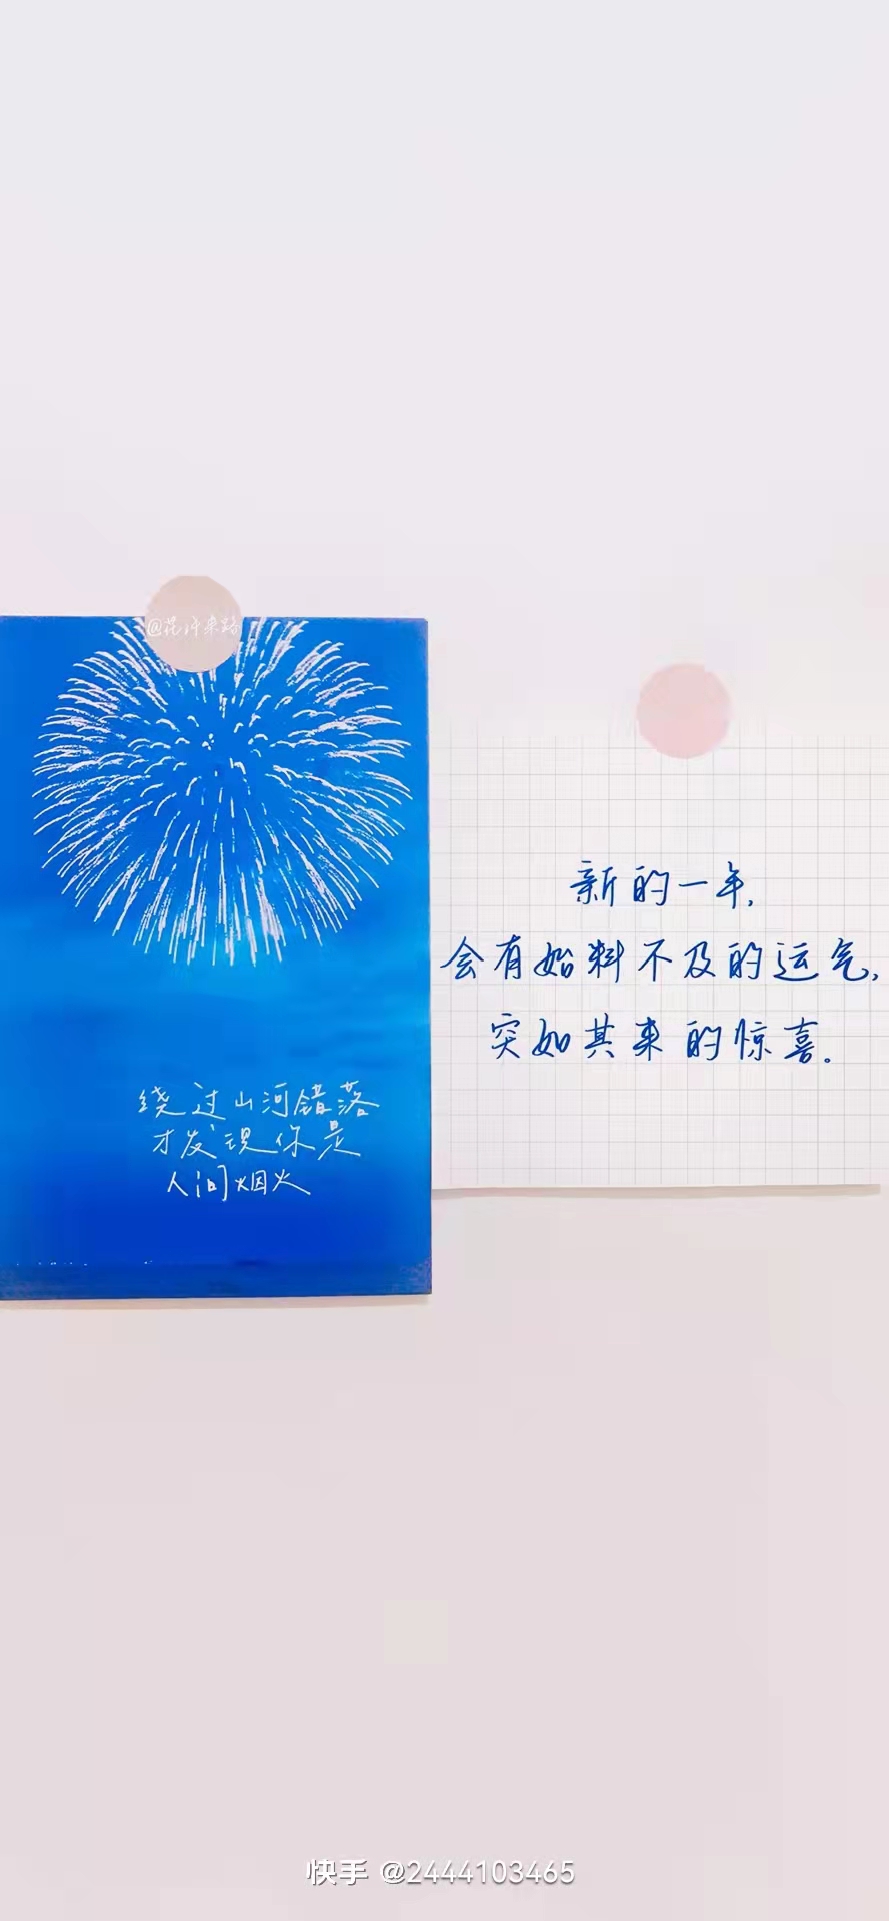 @花许来路
绕过山河错落
才发现你是
人间烟火
新的一年,
会有始料不及的运气,
突如其来的惊喜。
快手 @2444103465